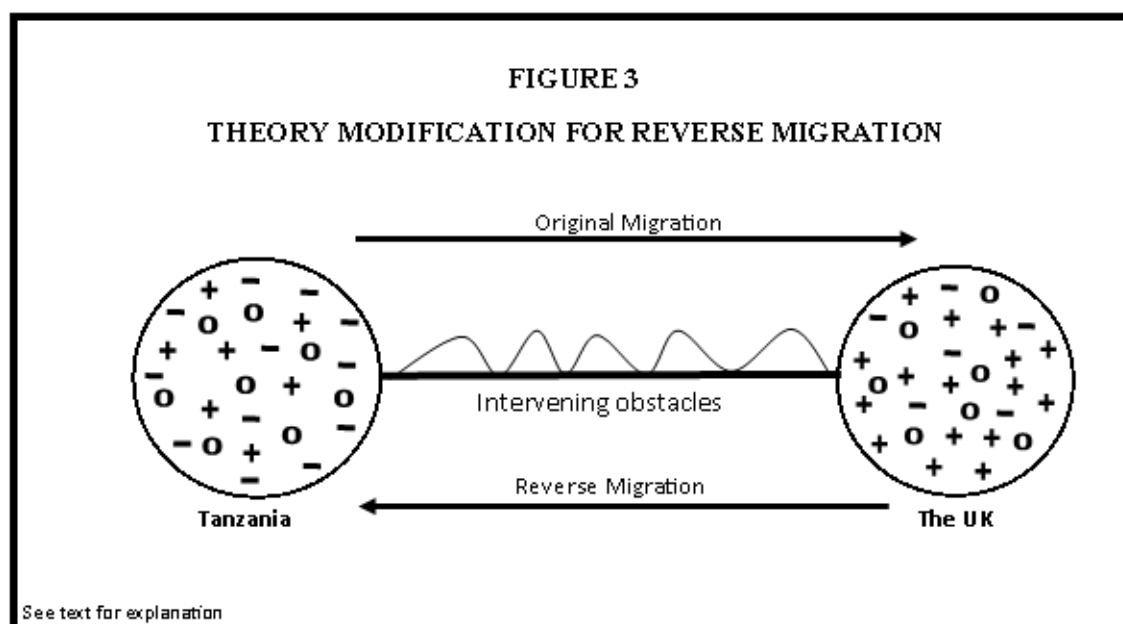 FIGURE 3
THEORY MODIFICATION FOR REVERSE MIGRATION
Original Migration
Intervening obstacles
Reverse Migration
Tanzania
The UK
See text for explanation